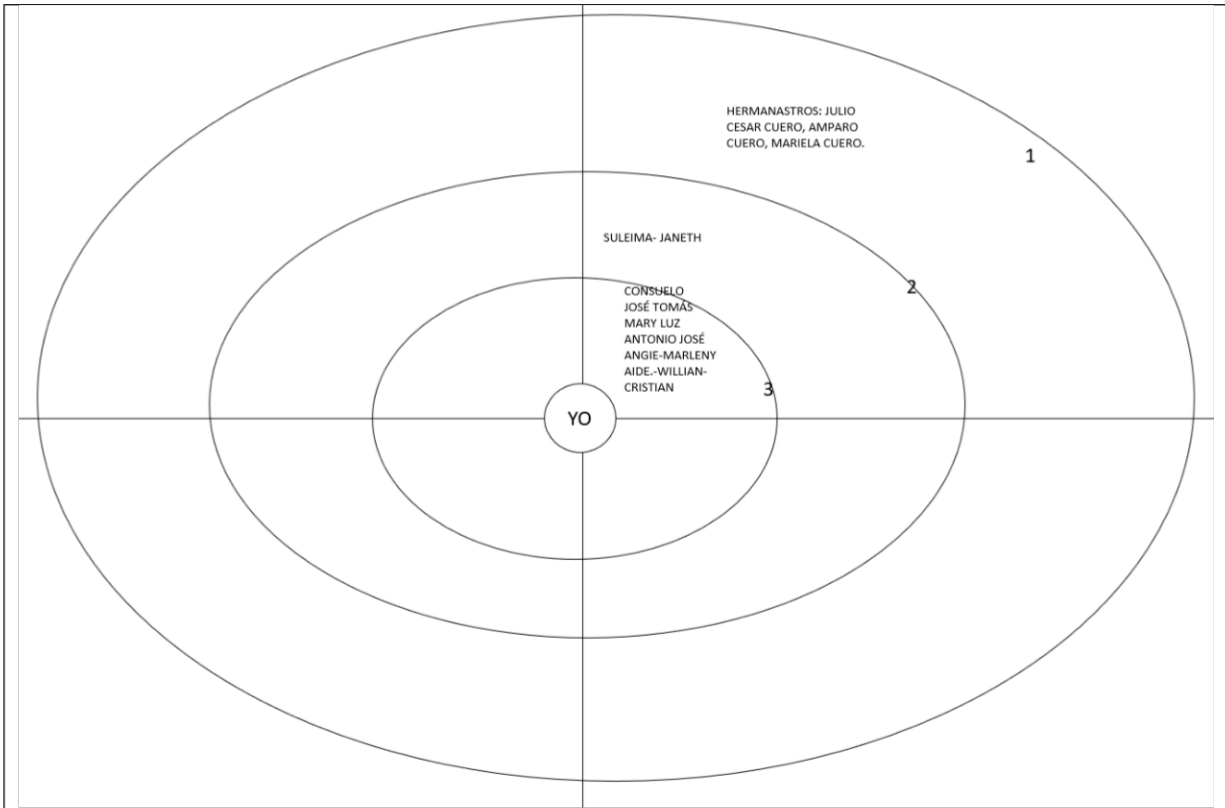 HERMANASTROS: JULIO
CESAR CUERO, AMPARO
CUERO, MARIELA CUERO.
1
SULEIMA- JANETH
2
CONSUELO
JOSÉ TOMÁS
MARY LUZ
ANTONIO JOSÉ
ANGIE-MARLENY
AIDE.-WILLIAN-
CRISTIAN
3
YO